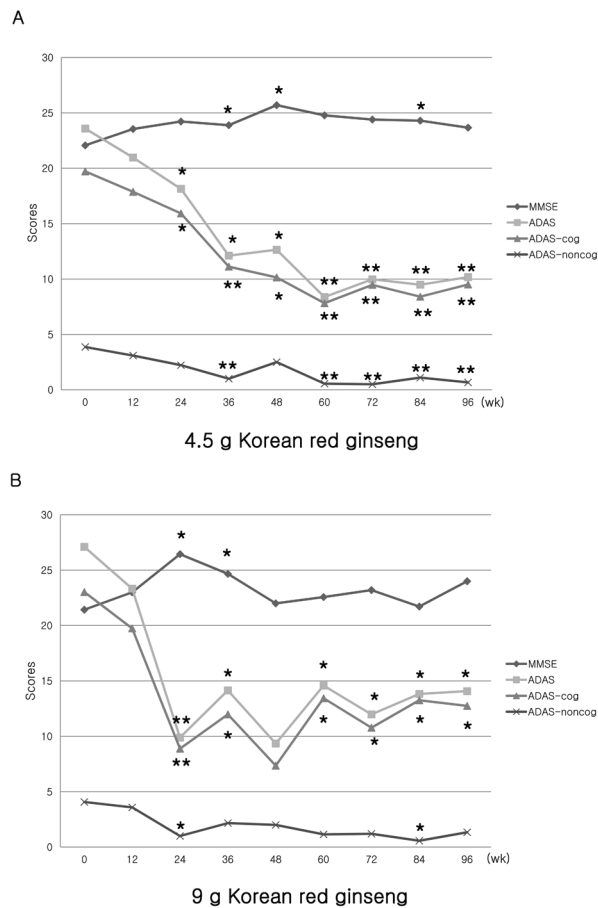 A
30
25
20
15
10
5
0
Scores
* * *
* * *
** ** ** **
* ** *
** ** ** **
** ** ** ** **
MMSE
ADAS
ADAS-cog
ADAS-noncog
0 12 24 36 48 60 72 84 96 (wk)
4.5 g Korean red ginseng
B
30
25
20
15
10
5
0
Scores
* *
** * * * * *
** * * * * *
* *
MMSE
ADAS
ADAS-cog
ADAS-noncog
0 12 24 36 48 60 72 84 96 (wk)
9 g Korean red ginseng